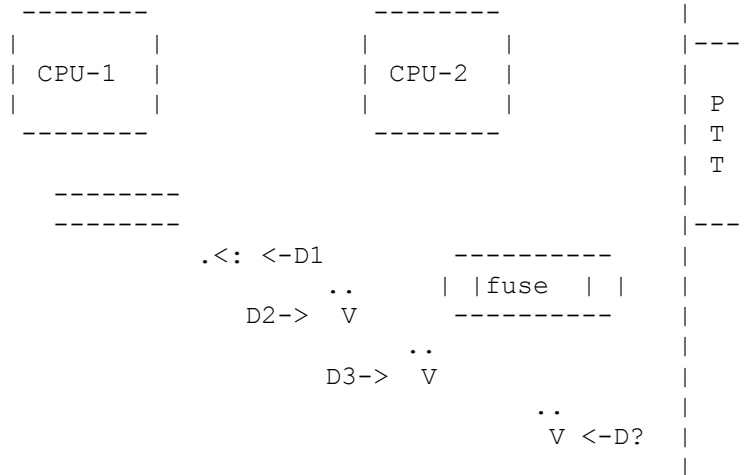 CPU-1 CPU-2
P
T
T
.<: <-D1
.. | |fuse | |
D2-> V
..
D3-> V
..
V <-D?